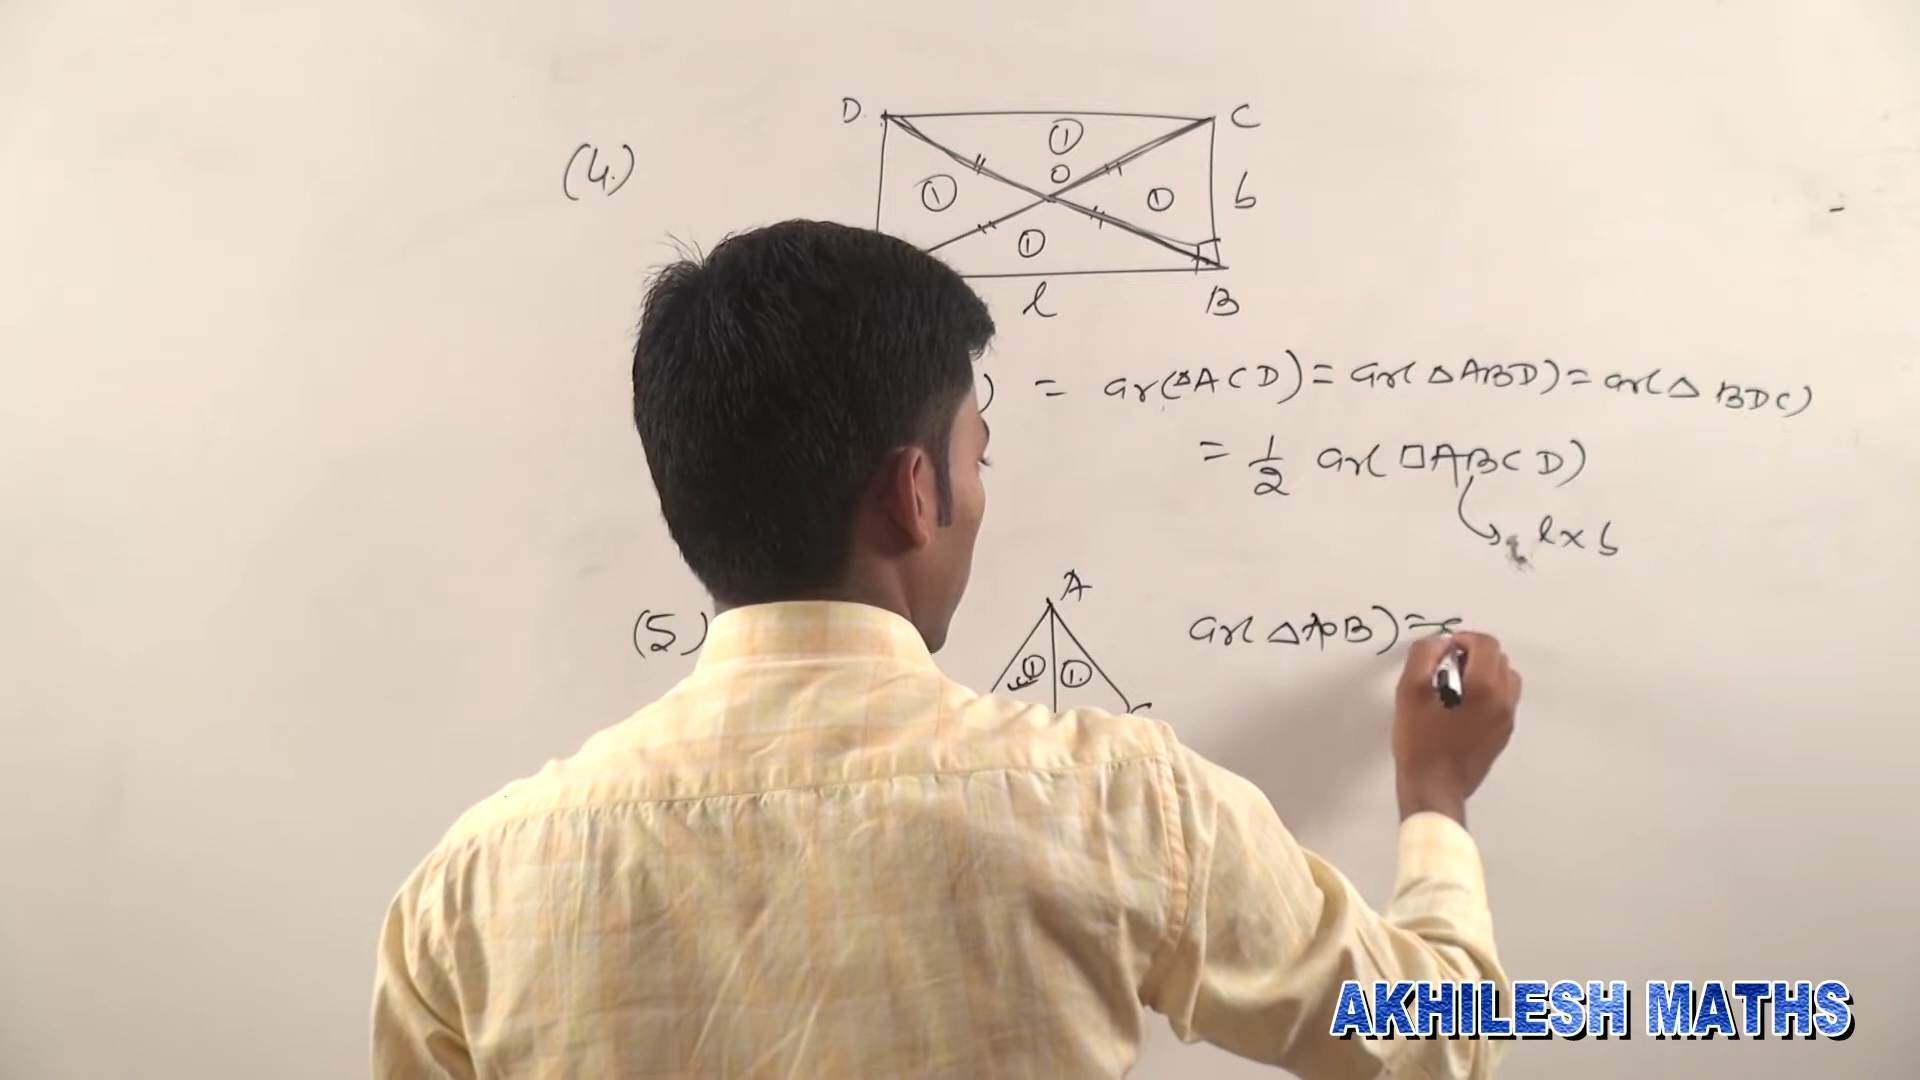 D
C
(4.)
①
O
①
①
b
①
l
B
) = ar(△ACD) = ar(△ABD) = ar(△BDC)
= 1/2 ar(□ABCD)
l×b
A
(5)
ar(△AOB) =
① ①.
AKHILESH MATHS